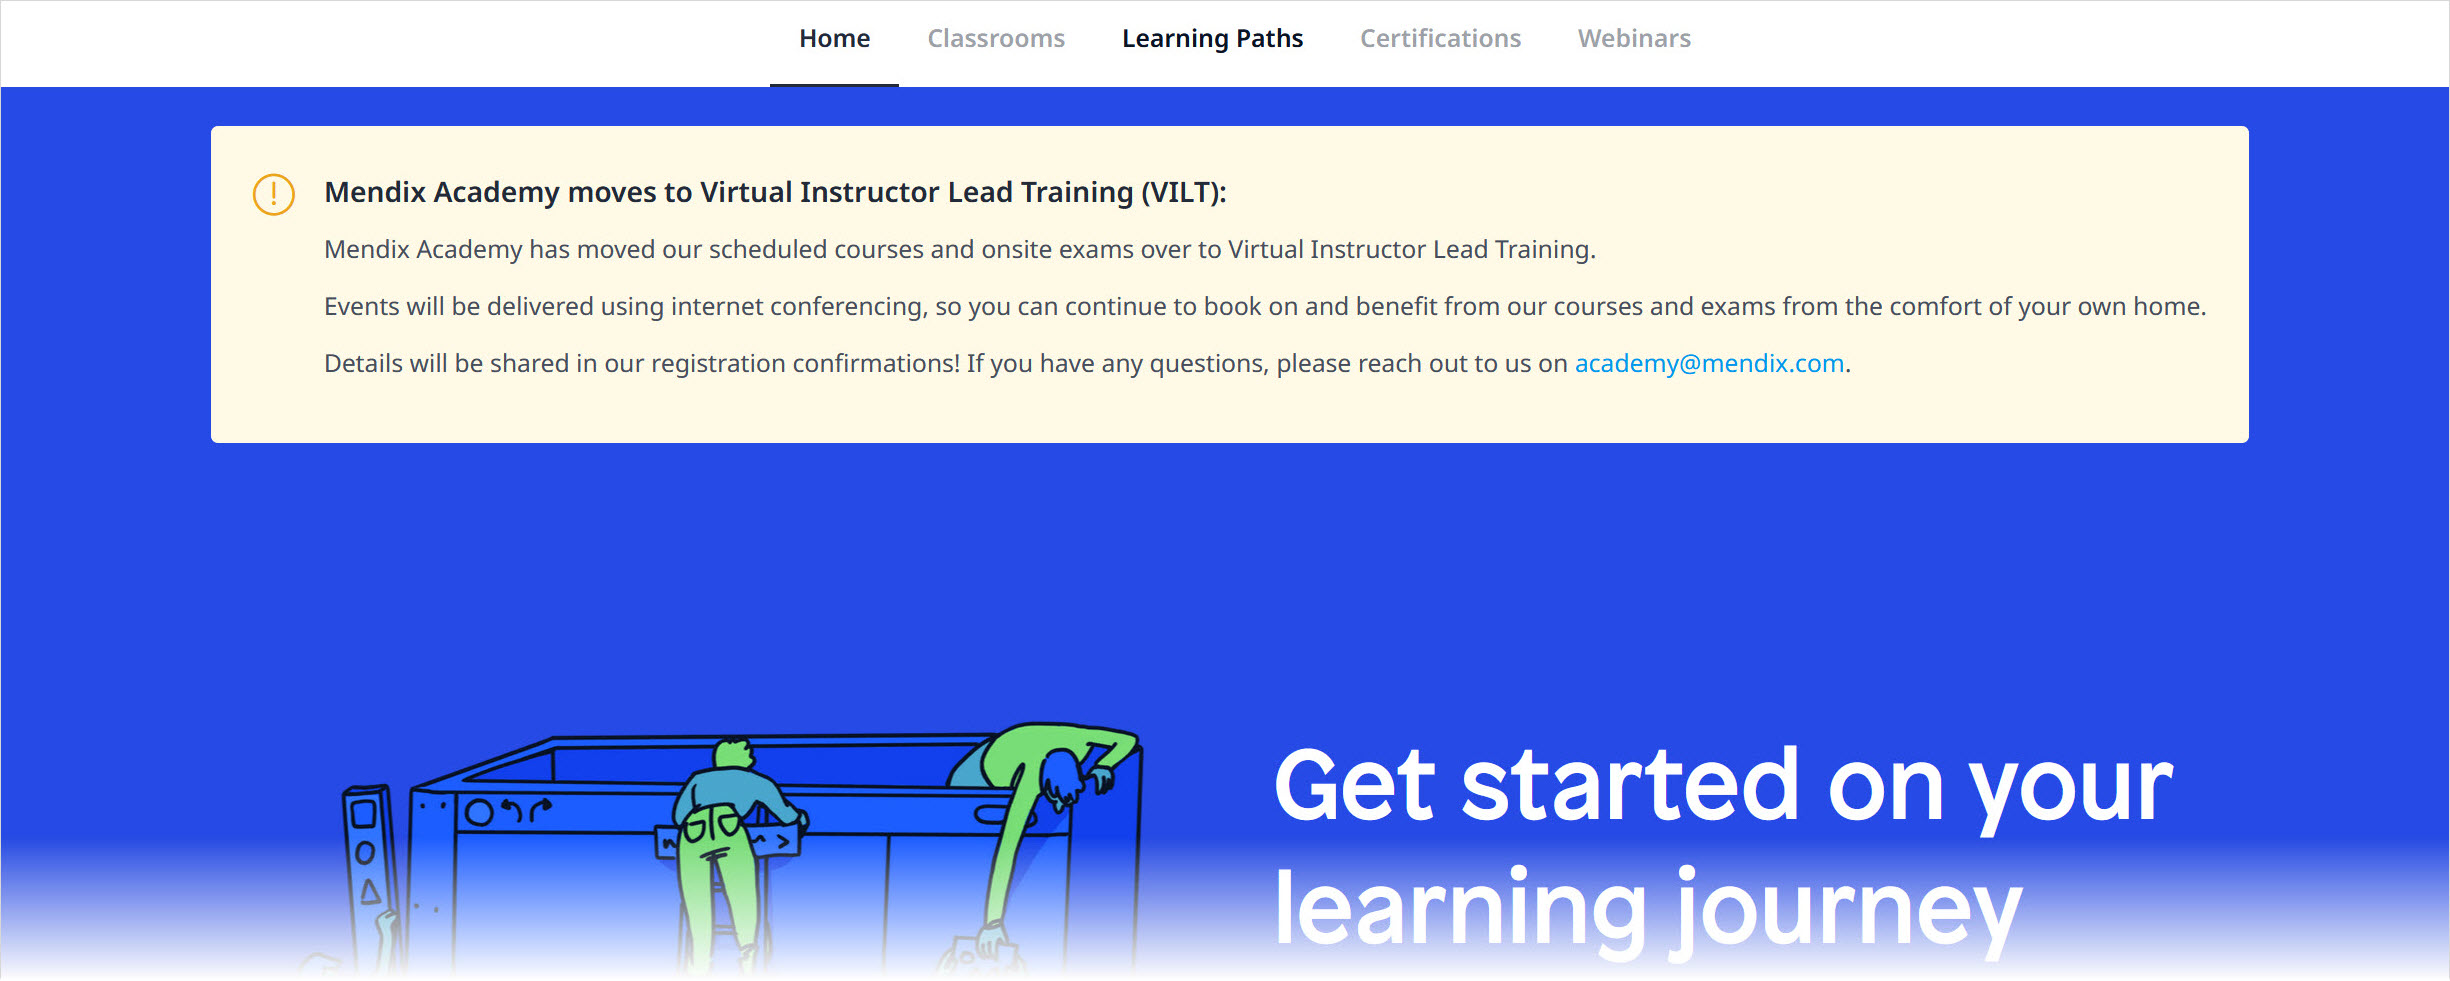 Home Classrooms Learning Paths Certifications Webinars
Mendix Academy moves to Virtual Instructor Lead Training (VILT):
Mendix Academy has moved our scheduled courses and onsite exams over to Virtual Instructor Lead Training.
Events will be delivered using internet conferencing, so you can continue to book on and benefit from our courses and exams from the comfort of your own home.
Details will be shared in our registration confirmations! If you have any questions, please reach out to us on academy@mendix.com.
Get started on your
learning journey